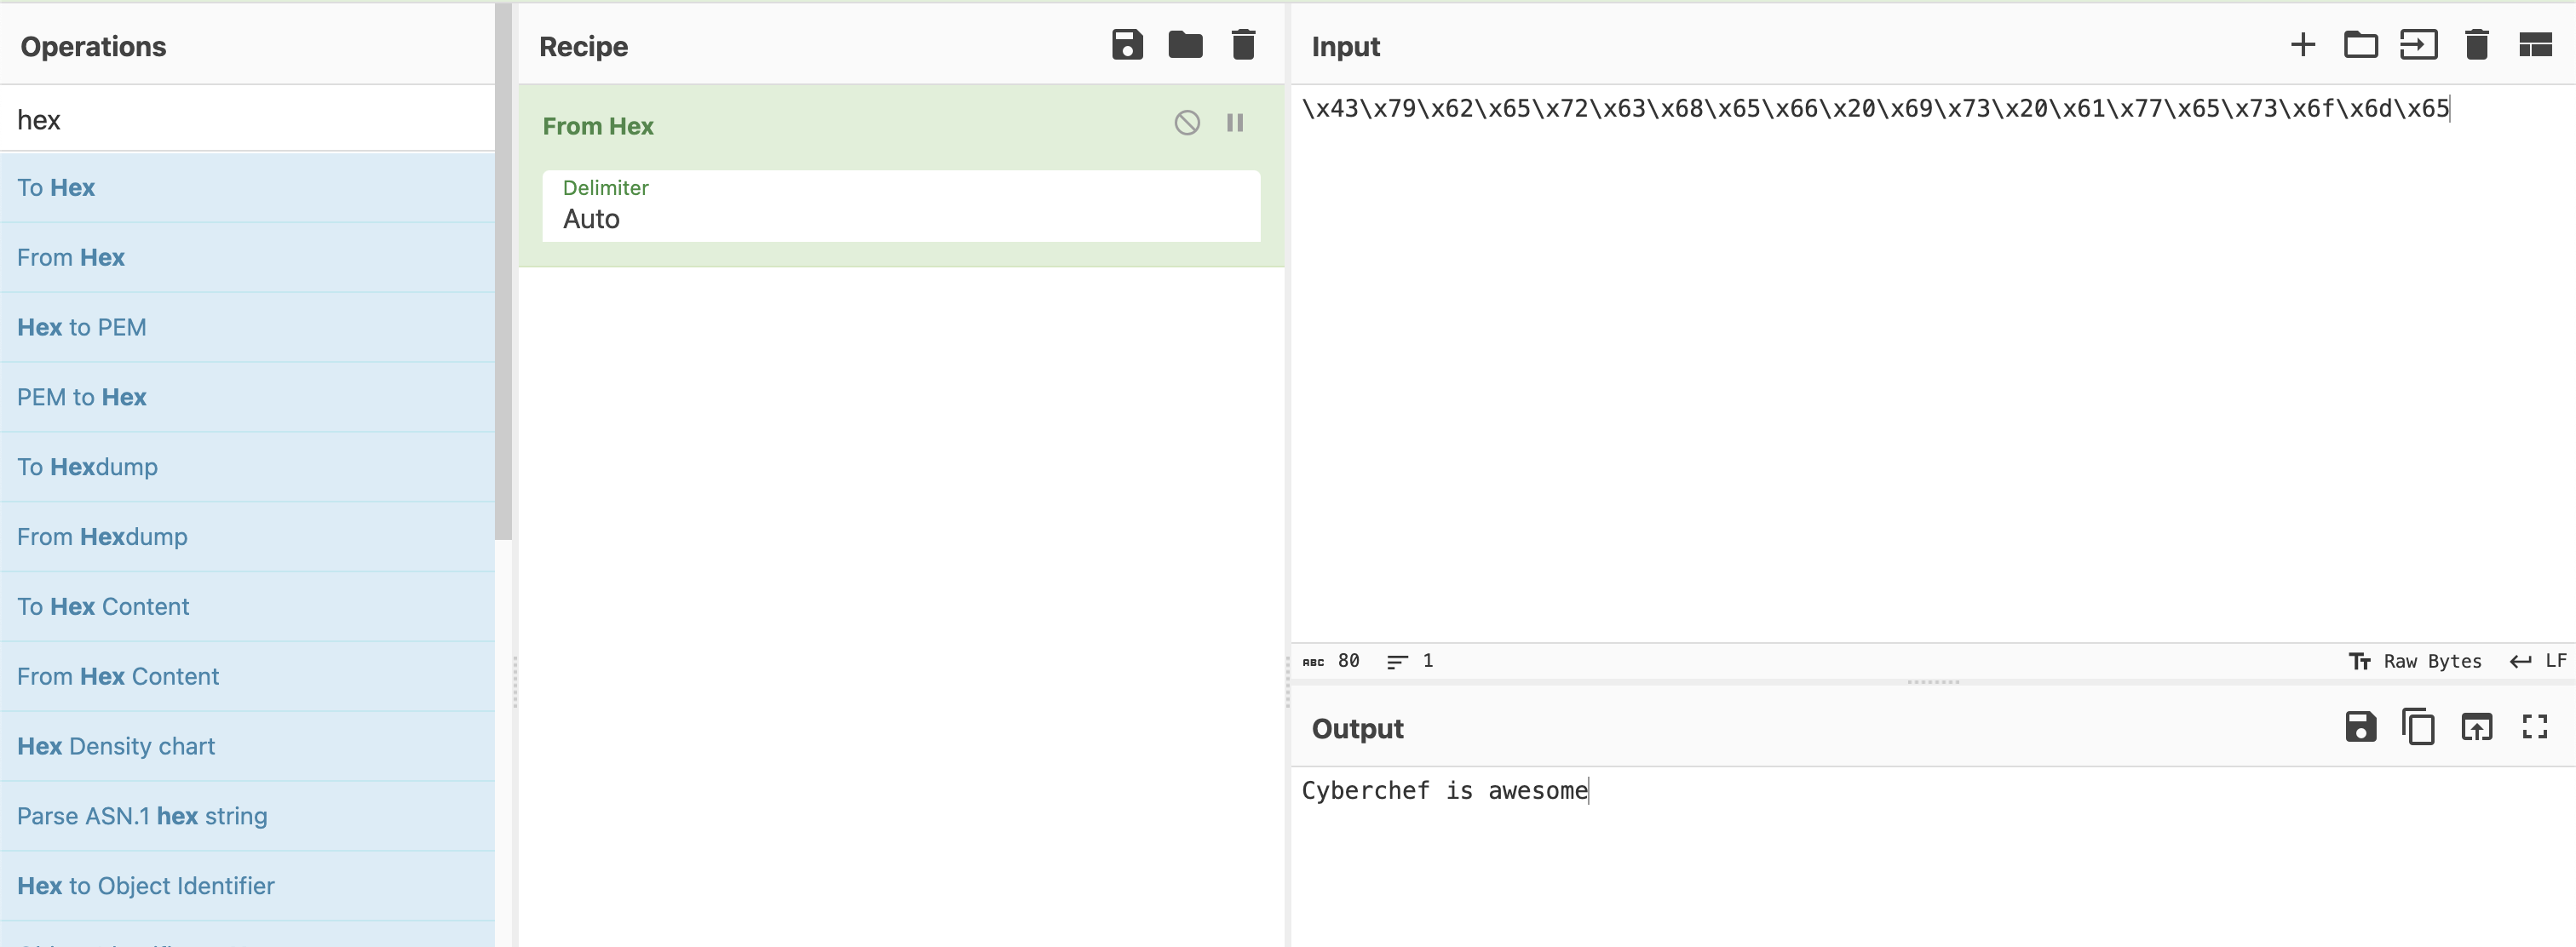 Operations
hex
To Hex
From Hex
Hex to PEM
PEM to Hex
To Hexdump
From Hexdump
To Hex Content
From Hex Content
Hex Density chart
Parse ASN.1 hex string
Hex to Object Identifier
Recipe
From Hex
Delimiter
Auto
Input
\x43\x79\x62\x65\x72\x63\x68\x65\x66\x20\x69\x73\x20\x61\x77\x65\x73\x6f\x6d\x65
ABC 80 1
Raw Bytes LF
Output
Cyberchef is awesome